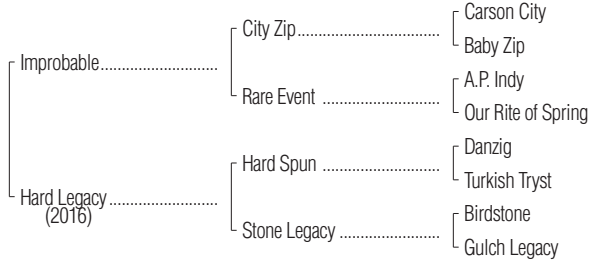 Carson City
City Zip..................................
Baby Zip
Improbable...........................
A.P. Indy
Rare Event ...........................
Our Rite of Spring
Danzig
Hard Spun ...........................
Turkish Tryst
Hard Legacy.........................
(2016)
Birdstone
Stone Legacy .......................
Gulch Legacy